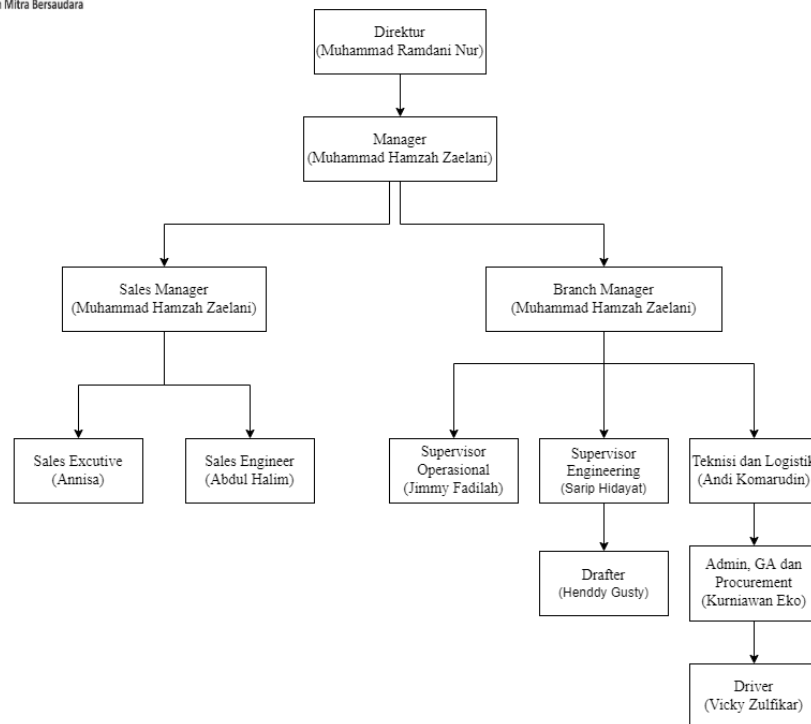 Mitra Bersaudara
Direktur
(Muhammad Ramdani Nur)
Manager
(Muhammad Hamzah Zaelani)
Sales Manager
(Muhammad Hamzah Zaelani)
Branch Manager
(Muhammad Hamzah Zaelani)
Sales Excutive
(Annisa)
Sales Engineer
(Abdul Halim)
Supervisor
Operasional
(Jimmy Fadilah)
Supervisor
Engineering
(Sarip Hidayat)
Teknisi dan Logistik
(Andi Komarudin)
Drafter
(Henddy Gusty)
Admin, GA dan
Procurement
(Kurniawan Eko)
Driver
(Vicky Zulfikar)